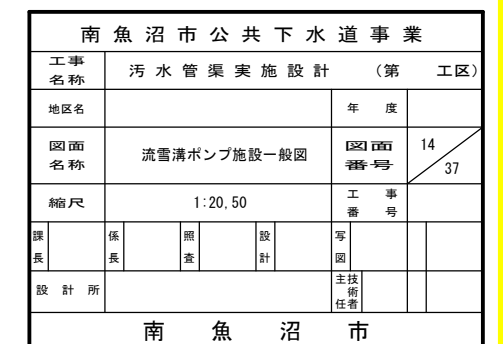 南魚沼市公共下水道事業
工事名称 汚水管渠実施設計 (第 工区)
地区名 年度
図面名称 流雪溝ポンプ施設一般図 図面番号 14/37
縮尺 1:20,50 工事番号
課長 係長 照査 設計 写図
設計所 主任技術者
南魚沼市